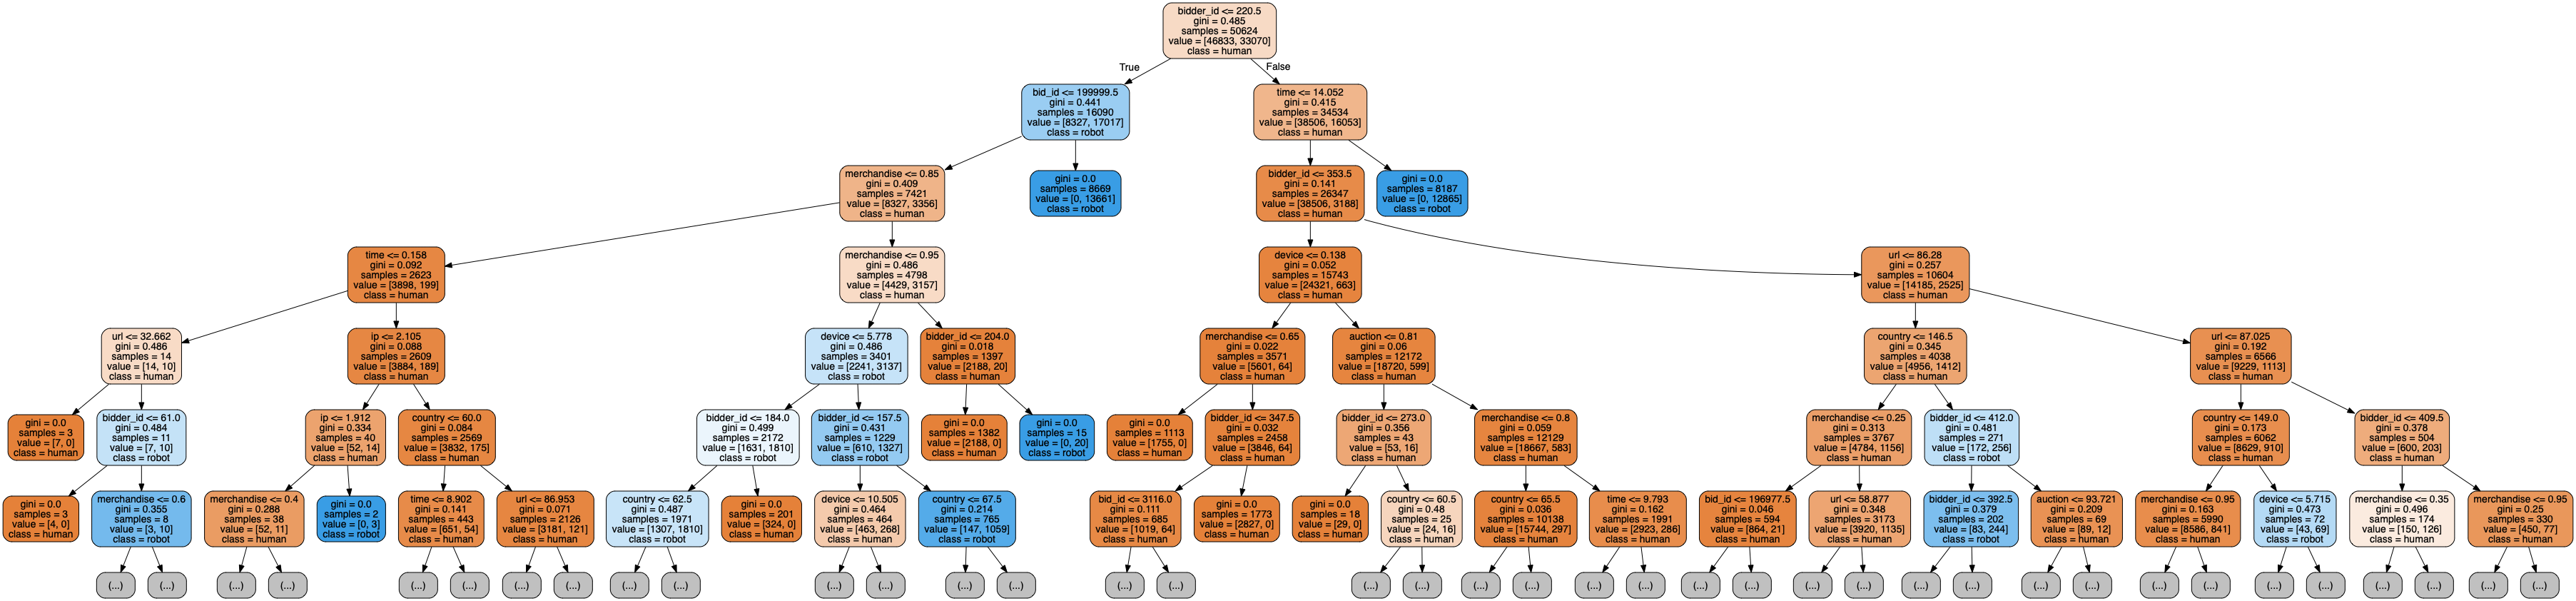 bidder_id <= 220.5
gini = 0.485
samples = 50624
value = [46833, 33070]
class = human
True
False
bid_id <= 199999.5
gini = 0.441
samples = 16090
value = [8327, 17017]
class = robot
time <= 14.052
gini = 0.415
samples = 34534
value = [38506, 16053]
class = human
merchandise <= 0.85
gini = 0.409
samples = 7421
value = [8327, 3356]
class = human
gini = 0.0
samples = 8669
value = [0, 13661]
class = robot
bidder_id <= 353.5
gini = 0.141
samples = 26347
value = [38506, 3188]
class = human
gini = 0.0
samples = 8187
value = [0, 12865]
class = robot
time <= 0.158
gini = 0.092
samples = 2623
value = [3898, 199]
class = human
merchandise <= 0.95
gini = 0.486
samples = 4798
value = [4429, 3157]
class = human
device <= 0.138
gini = 0.052
samples = 15743
value = [24321, 663]
class = human
url <= 86.28
gini = 0.257
samples = 10604
value = [14185, 2525]
class = human
url <= 32.662
gini = 0.486
samples = 14
value = [14, 10]
class = human
ip <= 2.105
gini = 0.088
samples = 2609
value = [3884, 189]
class = human
device <= 5.778
gini = 0.486
samples = 3401
value = [2241, 3137]
class = robot
bidder_id <= 204.0
gini = 0.018
samples = 1397
value = [2188, 20]
class = human
merchandise <= 0.65
gini = 0.022
samples = 3571
value = [5601, 64]
class = human
auction <= 0.81
gini = 0.06
samples = 12172
value = [18720, 599]
class = human
country <= 146.5
gini = 0.345
samples = 4038
value = [4956, 1412]
class = human
url <= 87.025
gini = 0.192
samples = 6566
value = [9229, 1113]
class = human
gini = 0.0
samples = 3
value = [7, 0]
class = human
bidder_id <= 61.0
gini = 0.484
samples = 11
value = [7, 10]
class = robot
ip <= 1.912
gini = 0.334
samples = 40
value = [52, 14]
class = human
country <= 60.0
gini = 0.084
samples = 2569
value = [3832, 175]
class = human
bidder_id <= 184.0
gini = 0.499
samples = 2172
value = [1631, 1810]
class = robot
bidder_id <= 157.5
gini = 0.431
samples = 1229
value = [610, 1327]
class = robot
gini = 0.0
samples = 1382
value = [2188, 0]
class = human
gini = 0.0
samples = 15
value = [0, 20]
class = robot
gini = 0.0
samples = 1113
value = [1755, 0]
class = human
bidder_id <= 347.5
gini = 0.032
samples = 2458
value = [3846, 64]
class = human
bidder_id <= 273.0
gini = 0.356
samples = 43
value = [53, 16]
class = human
merchandise <= 0.8
gini = 0.059
samples = 12129
value = [18667, 583]
class = human
merchandise <= 0.25
gini = 0.313
samples = 3767
value = [4784, 1156]
class = human
bidder_id <= 412.0
gini = 0.481
samples = 271
value = [172, 256]
class = robot
country <= 149.0
gini = 0.173
samples = 6062
value = [8629, 910]
class = human
bidder_id <= 409.5
gini = 0.378
samples = 504
value = [600, 203]
class = human
gini = 0.0
samples = 3
value = [4, 0]
class = human
merchandise <= 0.6
gini = 0.355
samples = 8
value = [3, 10]
class = robot
merchandise <= 0.4
gini = 0.288
samples = 38
value = [52, 11]
class = human
gini = 0.0
samples = 2
value = [0, 3]
class = robot
time <= 8.902
gini = 0.141
samples = 443
value = [651, 54]
class = human
url <= 86.953
gini = 0.071
samples = 2126
value = [3181, 121]
class = human
country <= 62.5
gini = 0.487
samples = 1971
value = [1307, 1810]
class = robot
gini = 0.0
samples = 201
value = [324, 0]
class = human
device <= 10.505
gini = 0.464
samples = 464
value = [463, 268]
class = human
country <= 67.5
gini = 0.214
samples = 765
value = [147, 1059]
class = robot
bid_id <= 3116.0
gini = 0.111
samples = 685
value = [1019, 64]
class = human
gini = 0.0
samples = 1773
value = [2827, 0]
class = human
gini = 0.0
samples = 18
value = [29, 0]
class = human
country <= 60.5
gini = 0.48
samples = 25
value = [24, 16]
class = human
country <= 65.5
gini = 0.036
samples = 10138
value = [15744, 297]
class = human
time <= 9.793
gini = 0.162
samples = 1991
value = [2923, 286]
class = human
bid_id <= 196977.5
gini = 0.046
samples = 594
value = [864, 21]
class = human
url <= 58.877
gini = 0.348
samples = 3173
value = [3920, 1135]
class = human
bidder_id <= 392.5
gini = 0.379
samples = 202
value = [83, 244]
class = robot
auction <= 93.721
gini = 0.209
samples = 69
value = [89, 12]
class = human
merchandise <= 0.95
gini = 0.163
samples = 5990
value = [8586, 841]
class = human
device <= 5.715
gini = 0.473
samples = 72
value = [43, 69]
class = robot
merchandise <= 0.35
gini = 0.496
samples = 174
value = [150, 126]
class = human
merchandise <= 0.95
gini = 0.25
samples = 330
value = [450, 77]
class = human
(...) (...) (...) (...) (...) (...) (...) (...) (...) (...) (...) (...) (...) (...) (...) (...) (...) (...) (...) (...) (...) (...) (...) (...) (...) (...) (...) (...) (...) (...) (...) (...) (...) (...) (...) (...) (...) (...)